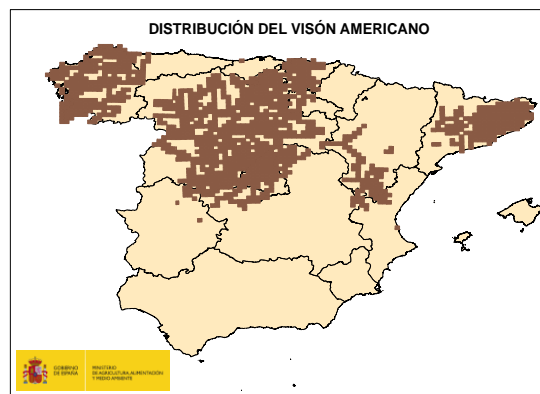 DISTRIBUCIÓN DEL VISÓN AMERICANO
GOBIERNO
DE ESPAÑA
MINISTERIO
DE AGRICULTURA, ALIMENTACIÓN
Y MEDIO AMBIENTE